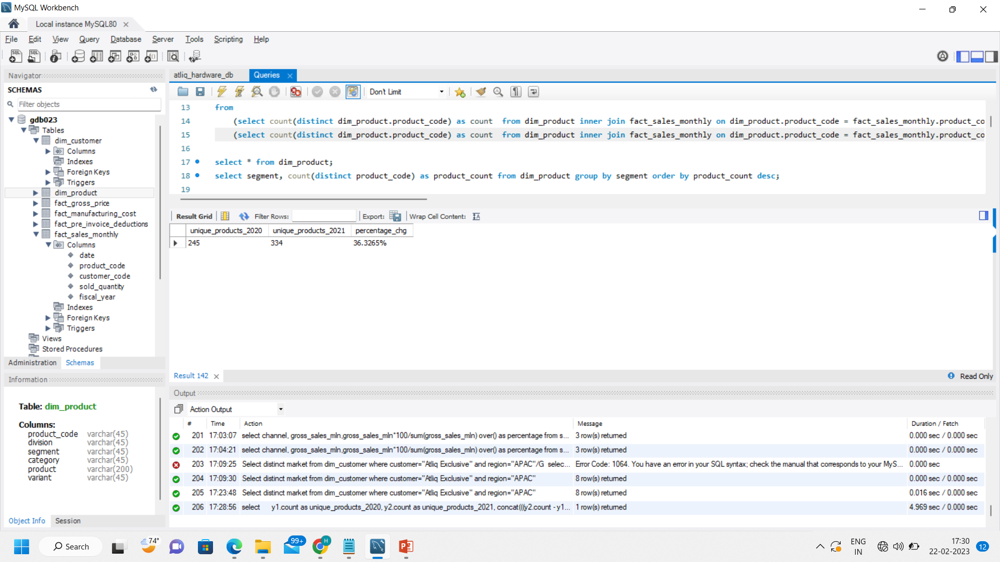 MySQL Workbench
Local instance MySQL80
File Edit View Query Database Server Tools Scripting Help
Navigator
SCHEMAS
Filter objects
gdb023
Tables
dim_customer
Columns
Indexes
Foreign Keys
Triggers
dim_product
fact_gross_price
fact_manufacturing_cost
fact_pre_invoice_deductions
fact_sales_monthly
Columns
date
product_code
customer_code
sold_quantity
fiscal_year
Indexes
Foreign Keys
Triggers
Views
Stored Procedures
Administration Schemas
Information
Table: dim_product
Columns:
product_code varchar(45)
division varchar(45)
segment varchar(45)
category varchar(45)
product varchar(200)
variant varchar(45)
Object Info Session
atliq_hardware_db Queries
Don't Limit
13 from
14 (select count(distinct dim_product.product_code) as count  from dim_product inner join fact_sales_monthly on dim_product.product_code = fact_sales_monthly.product_co
15 (select count(distinct dim_product.product_code) as count  from dim_product inner join fact_sales_monthly on dim_product.product_code = fact_sales_monthly.product_co
16
17 select * from dim_product;
18 select segment, count(distinct product_code) as product_count from dim_product group by segment order by product_count desc;
19
Result Grid Filter Rows: Export: Wrap Cell Content:
unique_products_2020 unique_products_2021 percentage_chg
245 334 36.3265%
Result 142 Read Only
Output
Action Output
# Time Action Message Duration / Fetch
201 17:03:07 select channel, gross_sales_mln,gross_sales_mln*100/sum(gross_sales_mln) over() as percentage from s... 3 row(s) returned 0.000 sec / 0.000 sec
202 17:04:21 select channel, gross_sales_mln,gross_sales_mln*100/sum(gross_sales_mln) over() as percentage from s... 3 row(s) returned 0.000 sec / 0.000 sec
203 17:09:25 Select distinct market from dim_customer where customer="Atliq Exclusive" and region="APAC"/G  selec... Error Code: 1064. You have an error in your SQL syntax; check the manual that corresponds to your MyS... 0.000 sec
204 17:09:30 Select distinct market from dim_customer where customer="Atliq Exclusive" and region="APAC" 8 row(s) returned 0.000 sec / 0.000 sec
205 17:23:48 Select distinct market from dim_customer where customer="Atliq Exclusive" and region="APAC" 8 row(s) returned 0.016 sec / 0.000 sec
206 17:28:56 select y1.count as unique_products_2020, y2.count as unique_products_2021, concat(((y2.count - y1... 1 row(s) returned 4.969 sec / 0.000 sec
Search
74°
99+
H
ENG
IN
17:30
22-02-2023
12